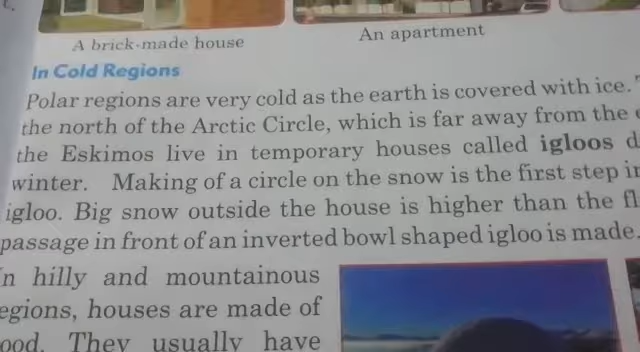 A brick-made house
An apartment
In Cold Regions
Polar regions are very cold as the earth is covered with ice.
the north of the Arctic Circle, which is far away from the
the Eskimos live in temporary houses called igloos d
winter. Making of a circle on the snow is the first step in
igloo. Big snow outside the house is higher than the fl
passage in front of an inverted bowl shaped igloo is made.
n hilly and mountainous
egions, houses are made of
ood. They usually have